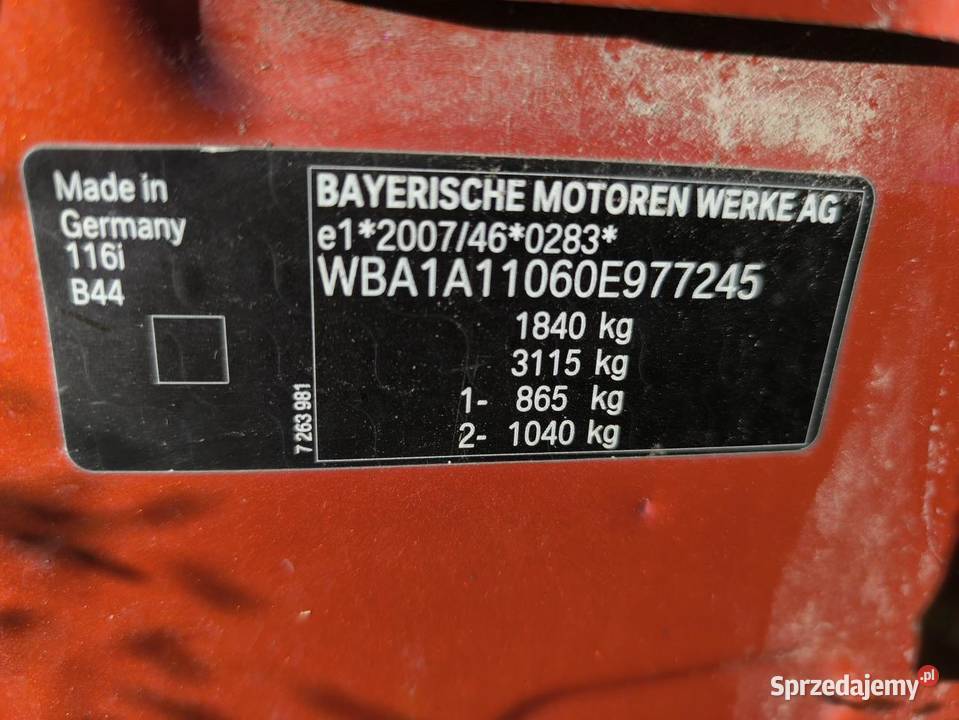 Made in
Germany
116i
B44
7 263 981
BAYERISCHE MOTOREN WERKE AG
e1*2007/46*0283*
WBA1A11060E977245
1840 kg
3115 kg
1- 865 kg
2- 1040 kg
Sprzedajemy.pl